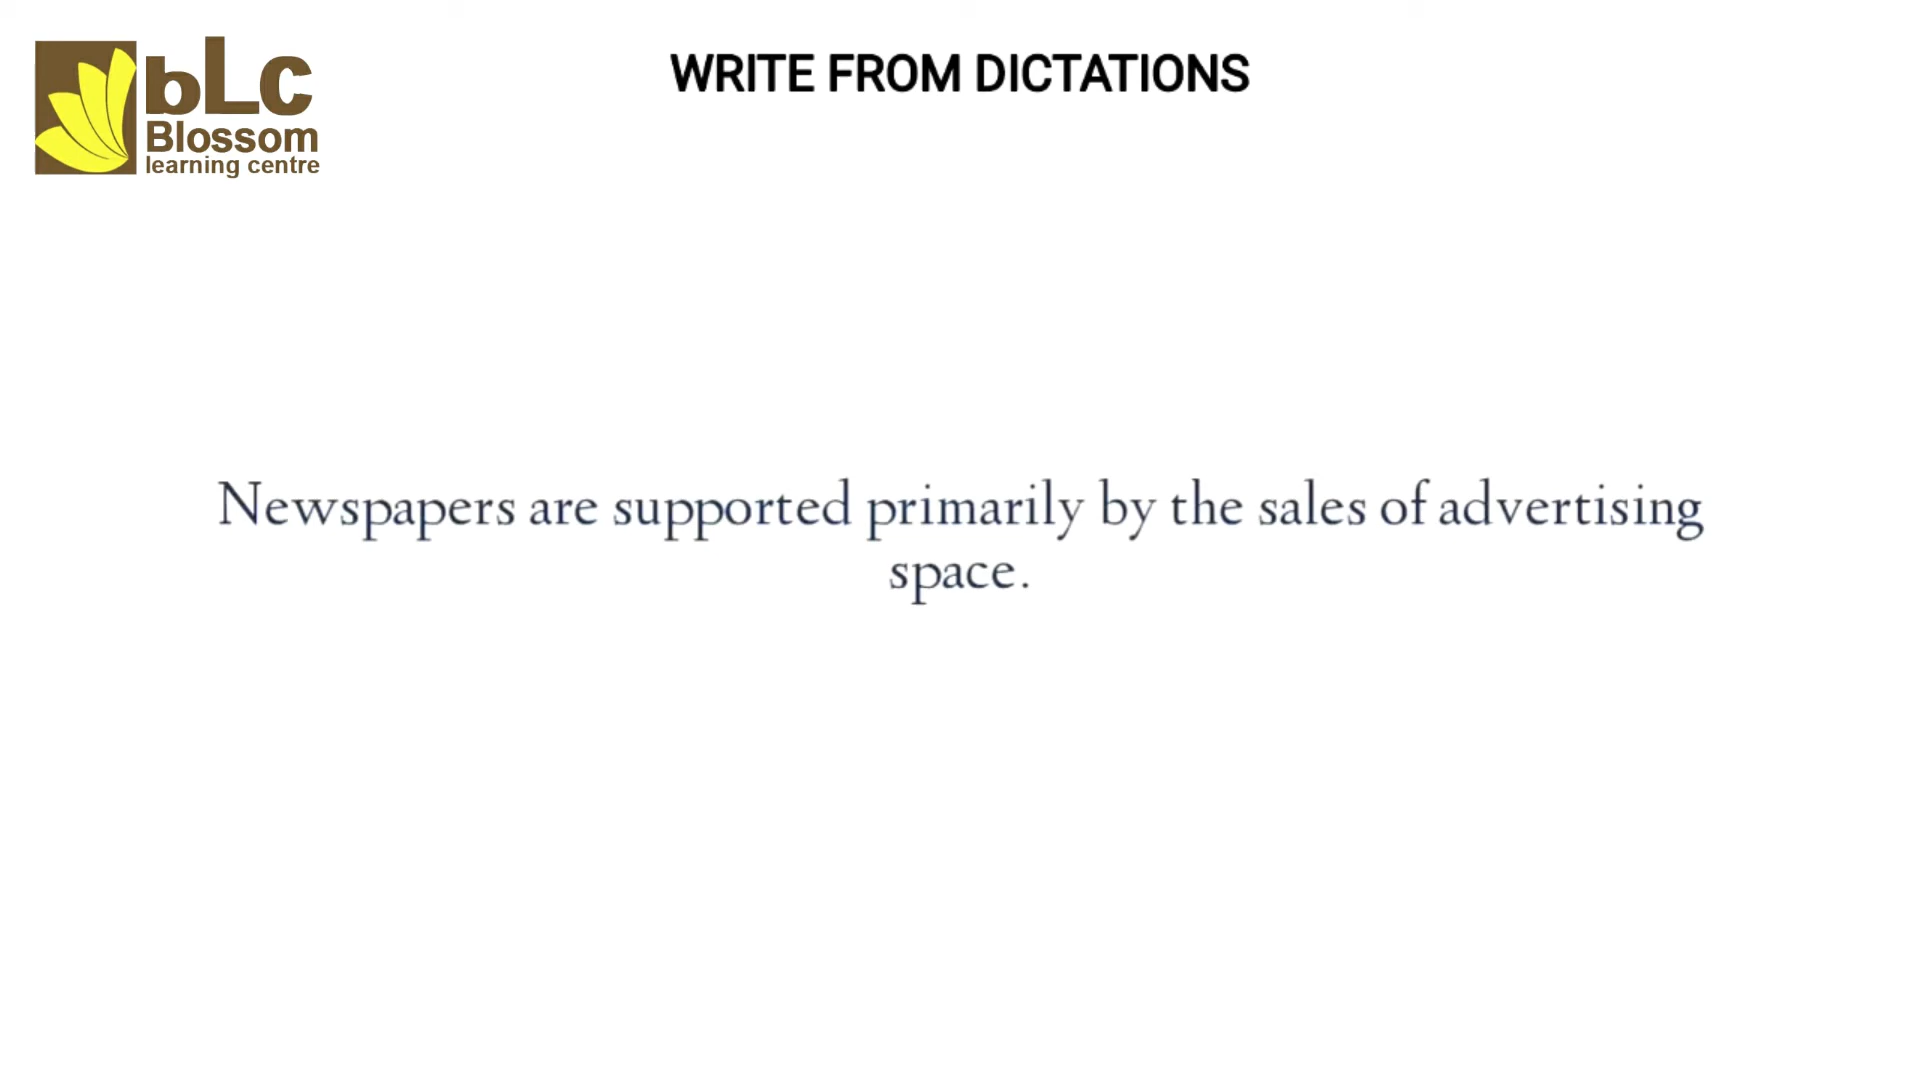 bLc
Blossom
learning centre
WRITE FROM DICTATIONS
Newspapers are supported primarily by the sales of advertising
space.